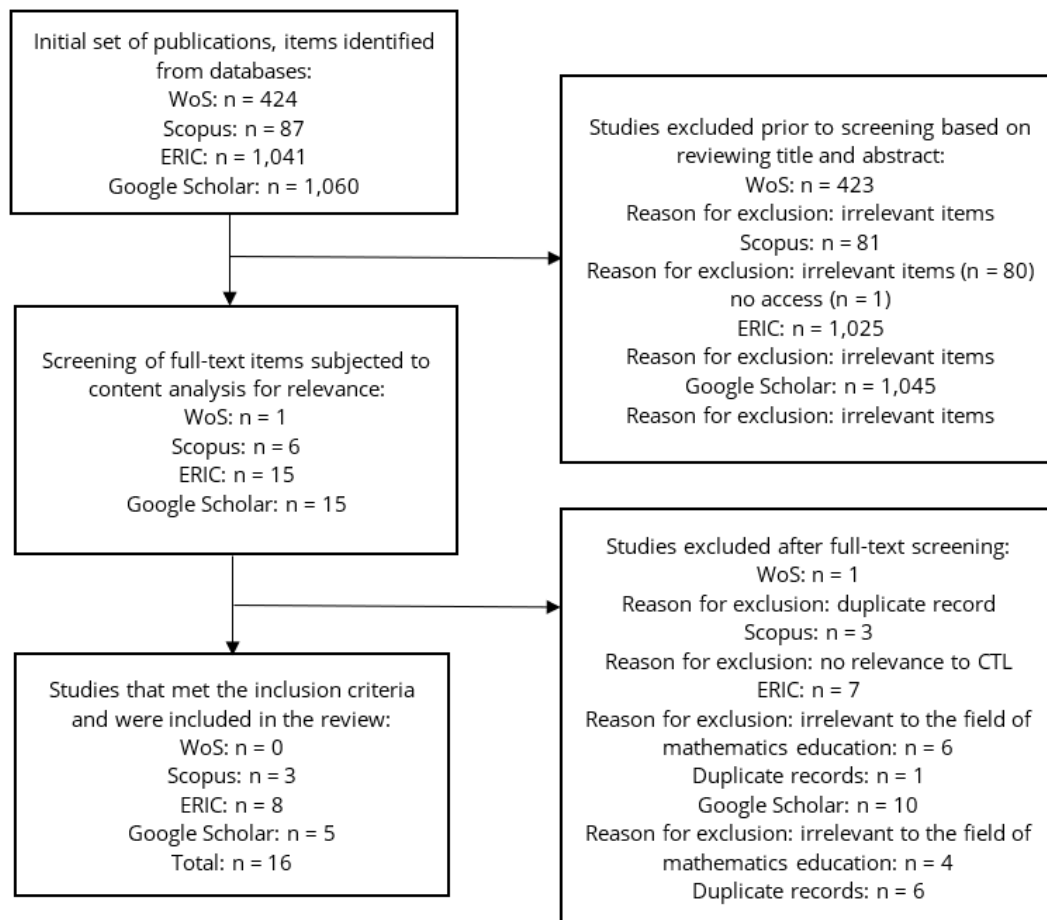 Initial set of publications, items identified
from databases:
WoS: n = 424
Scopus: n = 87
ERIC: n = 1,041
Google Scholar: n = 1,060
Studies excluded prior to screening based on
reviewing title and abstract:
WoS: n = 423
Reason for exclusion: irrelevant items
Scopus: n = 81
Reason for exclusion: irrelevant items (n = 80)
no access (n = 1)
ERIC: n = 1,025
Reason for exclusion: irrelevant items
Google Scholar: n = 1,045
Reason for exclusion: irrelevant items
Screening of full-text items subjected to
content analysis for relevance:
WoS: n = 1
Scopus: n = 6
ERIC: n = 15
Google Scholar: n = 15
Studies excluded after full-text screening:
WoS: n = 1
Reason for exclusion: duplicate record
Scopus: n = 3
Reason for exclusion: no relevance to CTL
ERIC: n = 7
Reason for exclusion: irrelevant to the field of
mathematics education: n = 6
Duplicate records: n = 1
Google Scholar: n = 10
Reason for exclusion: irrelevant to the field of
mathematics education: n = 4
Duplicate records: n = 6
Studies that met the inclusion criteria
and were included in the review:
WoS: n = 0
Scopus: n = 3
ERIC: n = 8
Google Scholar: n = 5
Total: n = 16